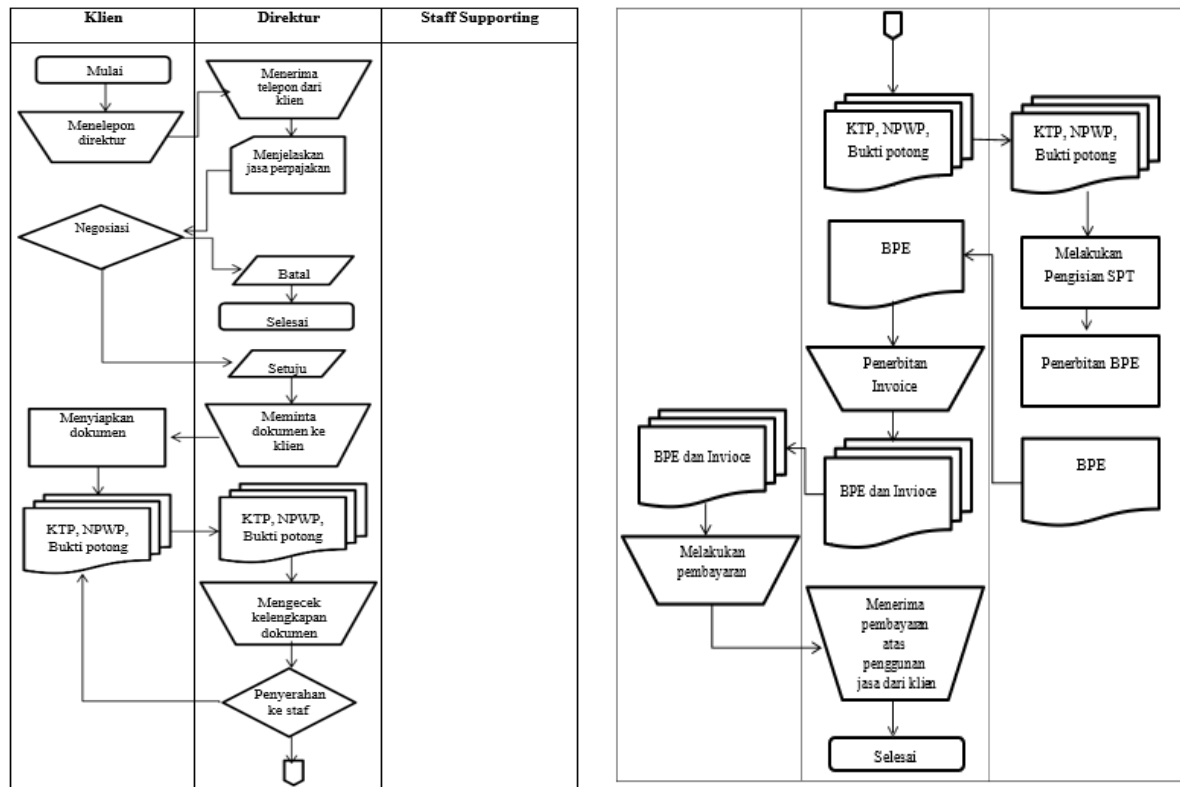 Klien
Direktur
Staff Supporting
Mulai
Menelepon
direktur
Menerima
telepon dari
klien
Menjelaskan
jasa perpajakan
Negosiasi
Batal
Selesai
Setuju
Meminta
dokumen ke
klien
Menyiapkan
dokumen
KTP, NPWP,
Bukti potong
KTP, NPWP,
Bukti potong
Mengecek
kelengkapan
dokumen
Penyerahan
ke staf
KTP, NPWP,
Bukti potong
KTP, NPWP,
Bukti potong
Melakukan
Pengisian SPT
Penerbitan BPE
BPE
BPE
Penerbitan
Invoice
BPE dan Invioce
BPE dan Invioce
Melakukan
pembayaran
Menerima
pembayaran
atas
penggunan
jasa dari klien
Selesai